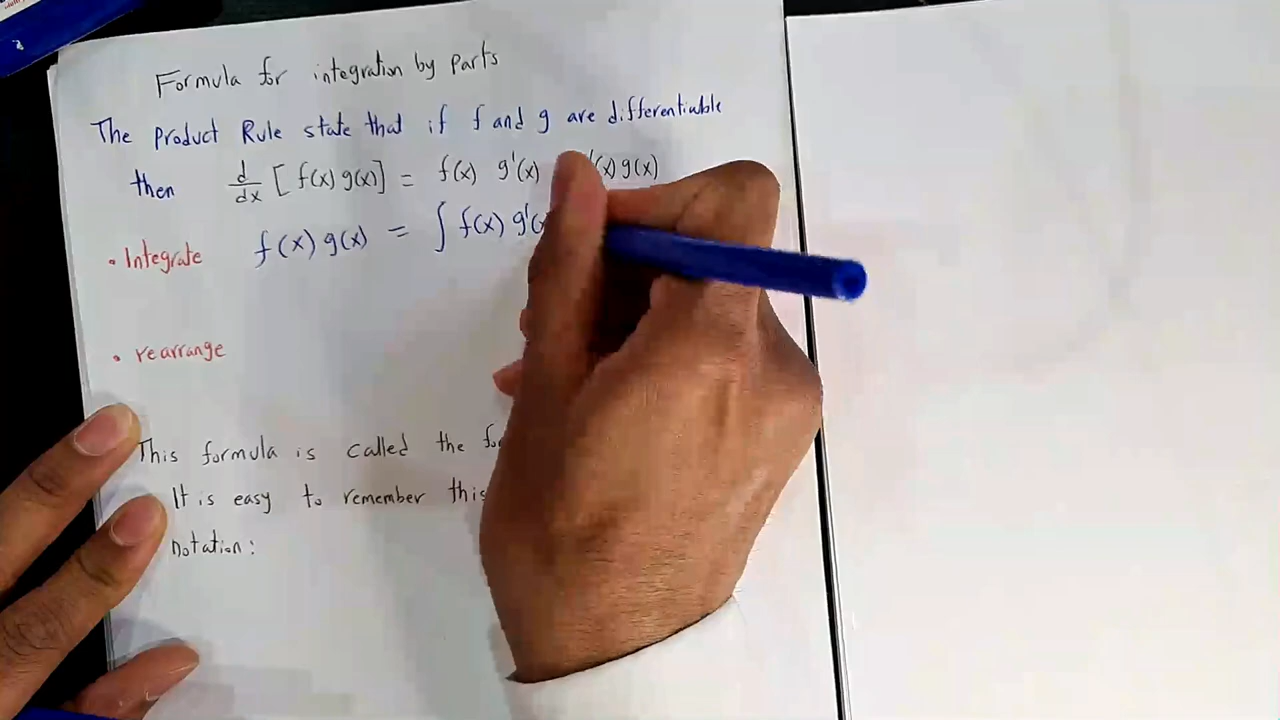 Formula for integration by parts
The Product Rule state that if f and g are differentiable
then d/dx [ f(x) g(x)] = f(x) g'(x) '(x) g(x)
• Integrate f(x) g(x) = ∫ f(x) g'(x
• rearrange
This formula is called the
It is easy to remember this
notation: